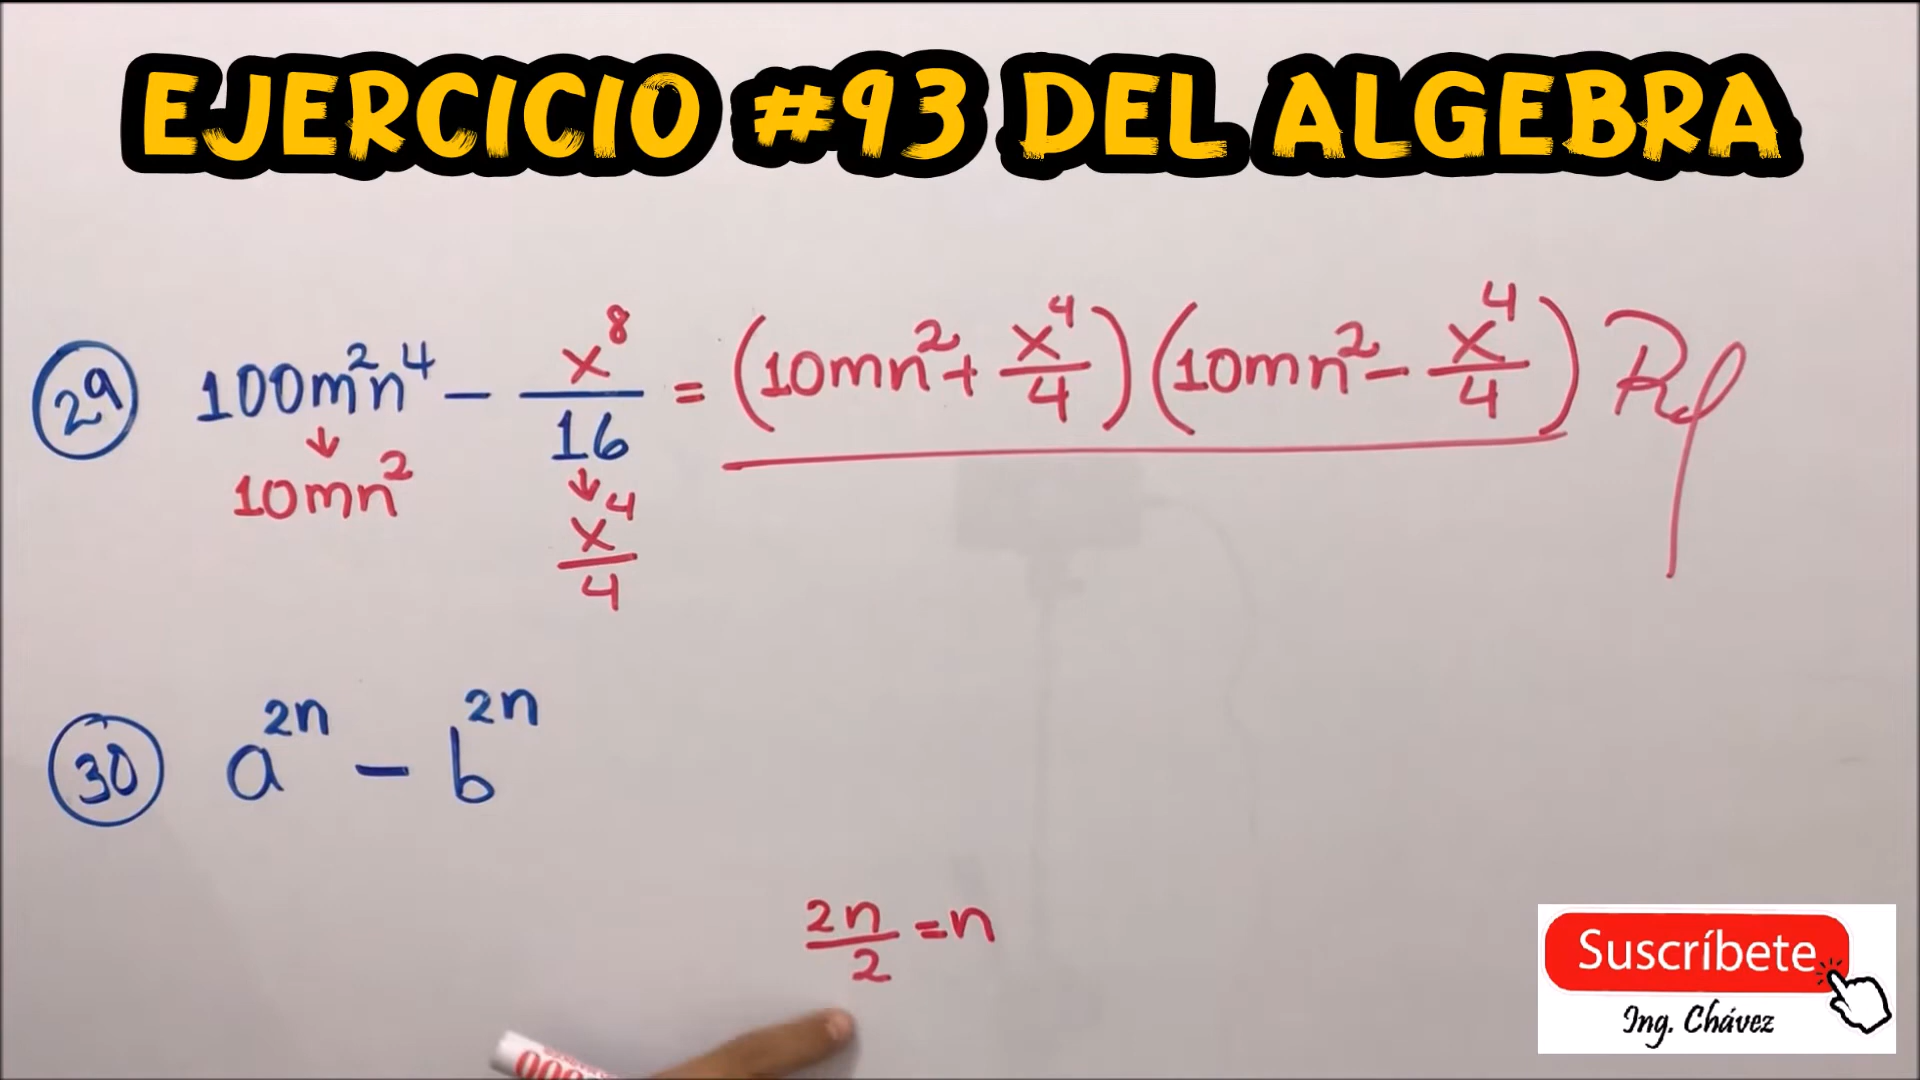 EJERCICIO #93 DEL ALGEBRA
29 100m²n⁴ - x⁸/16 = (10mn² + x⁴/4)(10mn² - x⁴/4)
↓ ↓
10mn² x⁴/4
30 a²ⁿ - b²ⁿ
2n/2 = n
Suscríbete
Ing. Chávez